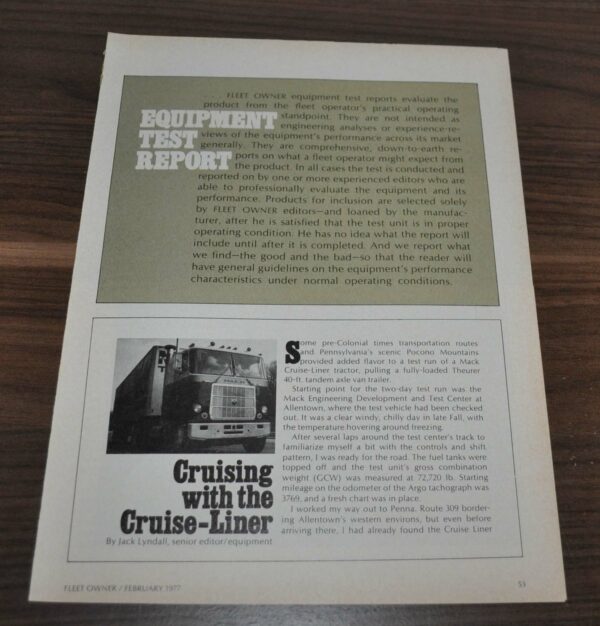 EQUIPMENT
TEST
REPORT
FLEET OWNER equipment test reports evaluate the
product from the fleet operator's practical operating
standpoint. They are not intended as
engineering analyses or experience-re-
views of the equipment's performance across its market
generally. They are comprehensive, down-to-earth re-
ports on what a fleet operator might expect from
the product. In all cases the test is conducted and
reported on by one or more experienced editors who are
able to professionally evaluate the equipment and its
performance. Products for inclusion are selected solely
by FLEET OWNER editors—and loaned by the manufac-
turer, after he is satisfied that the test unit is in proper
operating condition. He has no idea what the report will
include until after it is completed. And we report what
we find—the good and the bad—so that the reader will
have general guidelines on the equipment's performance
characteristics under normal operating conditions.
Cruising
with the
Cruise-Liner
By Jack Lyndall, senior editor/equipment
Some pre-Colonial times transportation routes
and Pennsylvania's scenic Pocono Mountains
provided added flavor to a test run of a Mack
Cruise-Liner tractor, pulling a fully-loaded Theurer
40-ft. tandem axle van trailer.
Starting point for the two-day test run was the
Mack Engineering Development and Test Center at
Allentown, where the test vehicle had been checked
out. It was a clear windy, chilly day in late Fall, with
the temperature hovering around freezing.
After several laps around the test center's track to
familiarize myself a bit with the controls and shift
pattern, I was ready for the road. The fuel tanks were
topped off and the test unit's gross combination
weight (GCW) was measured at 72,720 lb. Starting
mileage on the odometer of the Argo tachograph was
3769, and a fresh chart was in place.
I worked my way out to Penna. Route 309 border-
ing Allentown's western environs, but even before
arriving there, I had already found the Cruise Liner
FLEET OWNER / FEBRUARY 1977
53